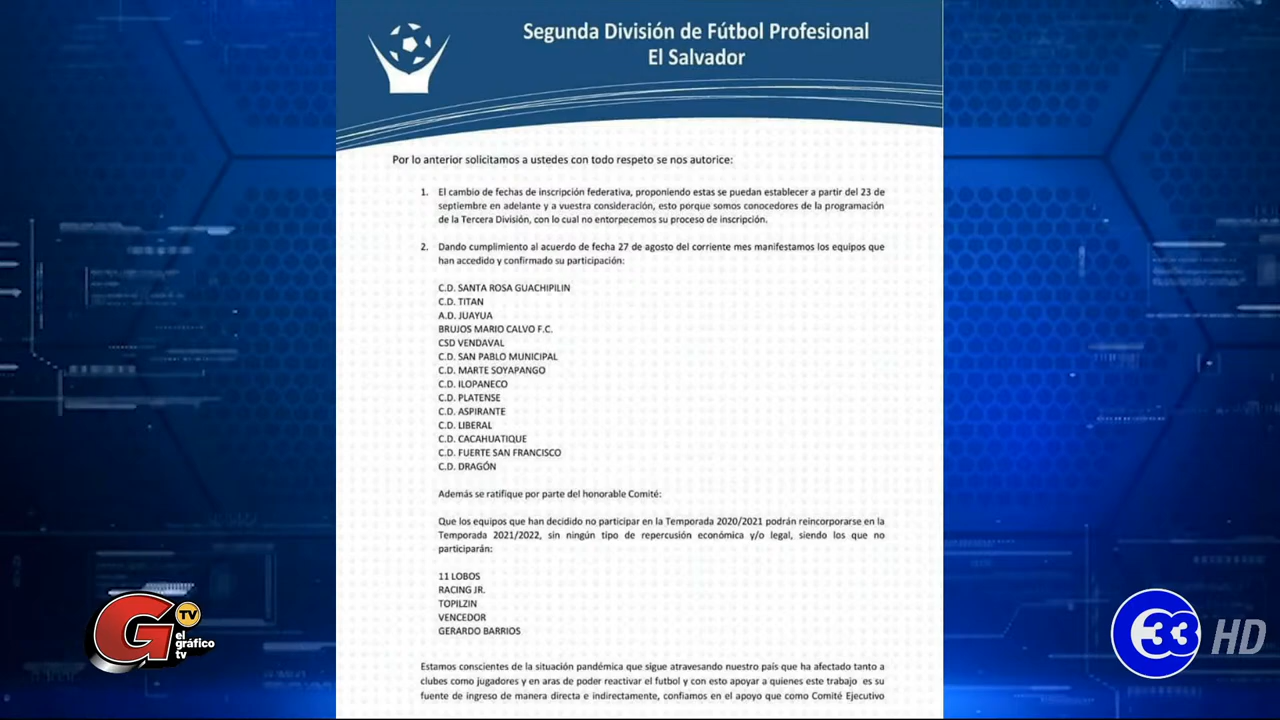 Segunda División de Fútbol Profesional
El Salvador
Por lo anterior solicitamos a ustedes con todo respeto se nos autorice:
1. El cambio de fechas de inscripción federativa, proponiendo estas se puedan establecer a partir del 23 de
septiembre en adelante y a vuestra consideración, esto porque somos conocedores de la programación
de la Tercera División, con lo cual no entorpecemos su proceso de inscripción.
2. Dando cumplimiento al acuerdo de fecha 27 de agosto del corriente mes manifestamos los equipos que
han accedido y confirmado su participación:
C.D. SANTA ROSA GUACHIPILIN
C.D. TITAN
A.D. JUAYUA
BRUJOS MARIO CALVO F.C.
CSD VENDAVAL
C.D. SAN PABLO MUNICIPAL
C.D. MARTE SOYAPANGO
C.D. ILOPANECO
C.D. PLATENSE
C.D. ASPIRANTE
C.D. LIBERAL
C.D. CACAHUATIQUE
C.D. FUERTE SAN FRANCISCO
C.D. DRAGÓN
Además se ratifique por parte del honorable Comité:
Que los equipos que han decidido no participar en la Temporada 2020/2021 podrán reincorporarse en la
Temporada 2021/2022, sin ningún tipo de repercusión económica y/o legal, siendo los que no
participarán:
11 LOBOS
RACING JR.
TOPILZIN
VENCEDOR
GERARDO BARRIOS
Estamos conscientes de la situación pandémica que sigue atravesando nuestro país que ha afectado tanto a
clubes como jugadores y en aras de poder reactivar el futbol y con esto apoyar a quienes este trabajo es su
fuente de ingreso de manera directa e indirectamente, confiamos en el apoyo que como Comité Ejecutivo
G TV
el
gráfico
tv
33 HD